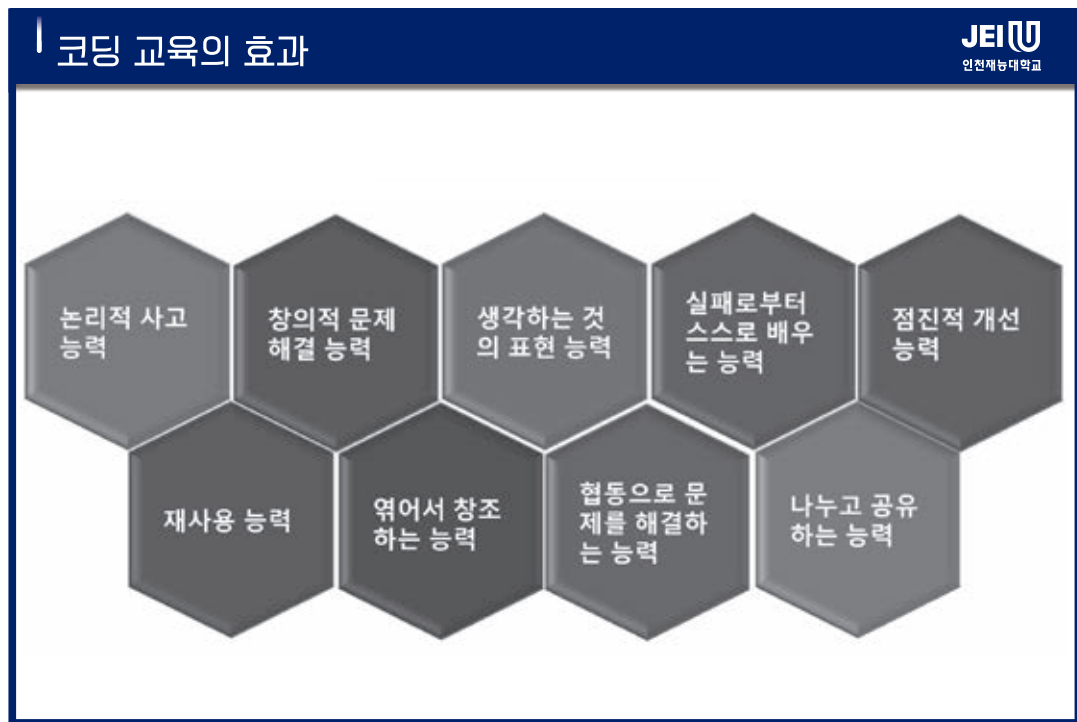 코딩 교육의 효과
JEIU
인천재능대학교
논리적 사고
능력
창의적 문제
해결 능력
생각하는 것
의 표현 능력
실패로부터
스스로 배우
는 능력
점진적 개선
능력
재사용 능력
엮어서 창조
하는 능력
협동으로 문
제를 해결하
는 능력
나누고 공유
하는 능력